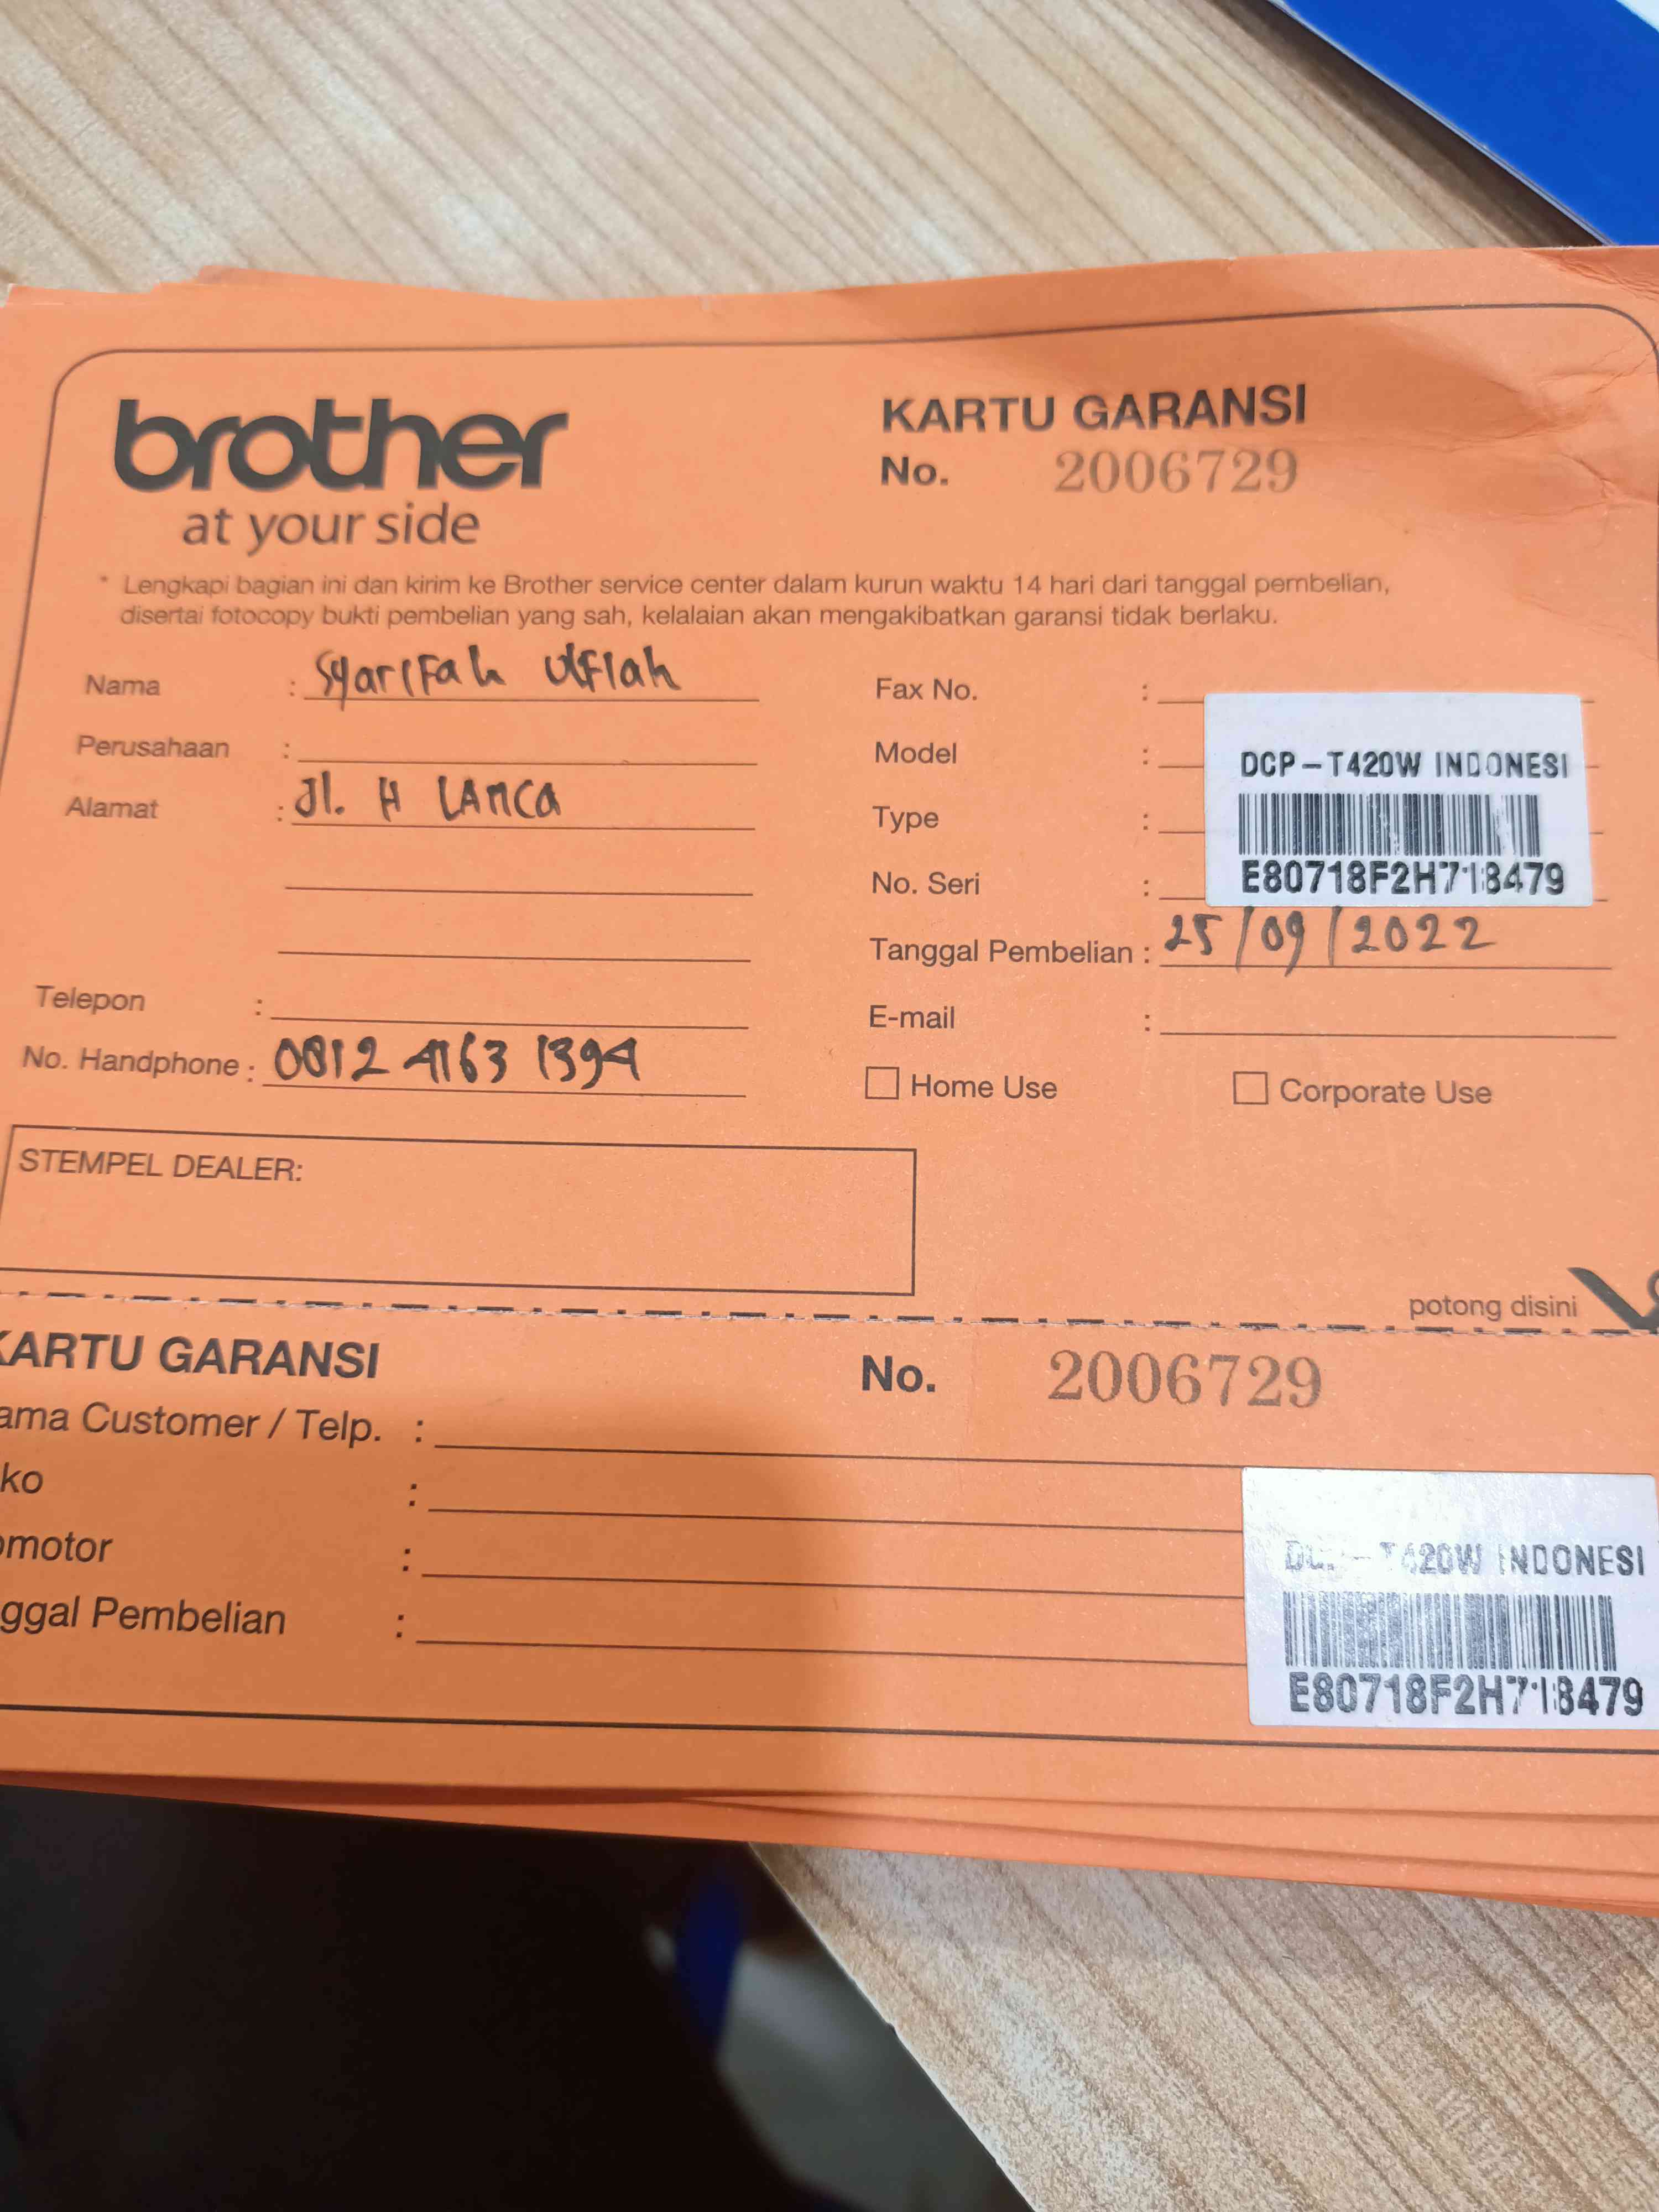 brother
at your side
KARTU GARANSI
No. 2006729
* Lengkapi bagian ini dan kirim ke Brother service center dalam kurun waktu 14 hari dari tanggal pembelian,
disertai fotocopy bukti pembelian yang sah, kelalaian akan mengakibatkan garansi tidak berlaku.
Nama : Syarifah
Perusahaan :
Alamat : Jl. H LAMCA
Telepon :
No. Handphone : 0812 4163 1394
Fax No. :
Model :
Type :
No. Seri :
DCP-T420W INDONESI
E80718F2H718479
Tanggal Pembelian : 25/09/2022
E-mail :
Home Use Corporate Use
STEMPEL DEALER:
potong disini
KARTU GARANSI No. 2006729
ama Customer / Telp. :
ko :
omotor :
ggal Pembelian :
DCP-T420W INDONESI
E80718F2H718479